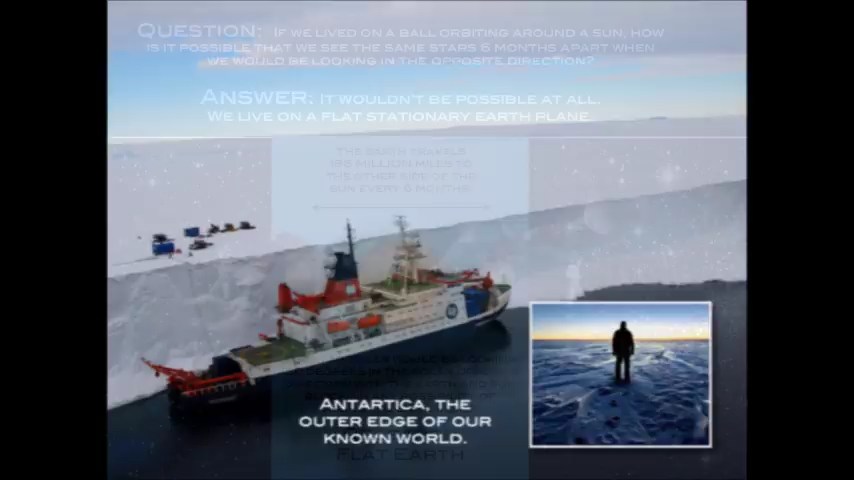 QUESTION: IF WE LIVED ON A BALL ORBITING AROUND A SUN, HOW
IS IT POSSIBLE THAT WE SEE THE SAME STARS 6 MONTHS APART WHEN
WE WOULD BE LOOKING IN THE OPPOSITE DIRECTION?
ANSWER: IT WOULDN'T BE POSSIBLE AT ALL.
WE LIVE ON A FLAT STATIONARY EARTH PLANE
THE EARTH TRAVELS
186 MILLION MILES TO
THE OTHER SIDE OF THE
SUN EVERY 6 MONTHS
ANTARTICA, THE
OUTER EDGE OF OUR
KNOWN WORLD.
FLAT EARTH